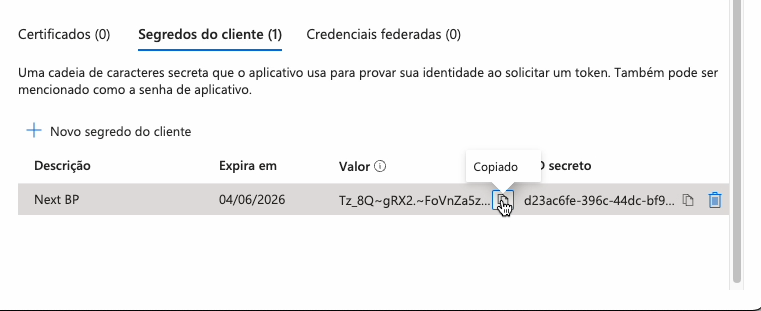 Certificados (0) Segredos do cliente (1) Credenciais federadas (0)
Uma cadeia de caracteres secreta que o aplicativo usa para provar sua identidade ao solicitar um token. Também pode ser
mencionado como a senha de aplicativo.
Novo segredo do cliente
Descrição Expira em Valor Copiado secreto
Next BP 04/06/2026 Tz_8Q~gRX2.~FoVnZa5z... d23ac6fe-396c-44dc-bf9...